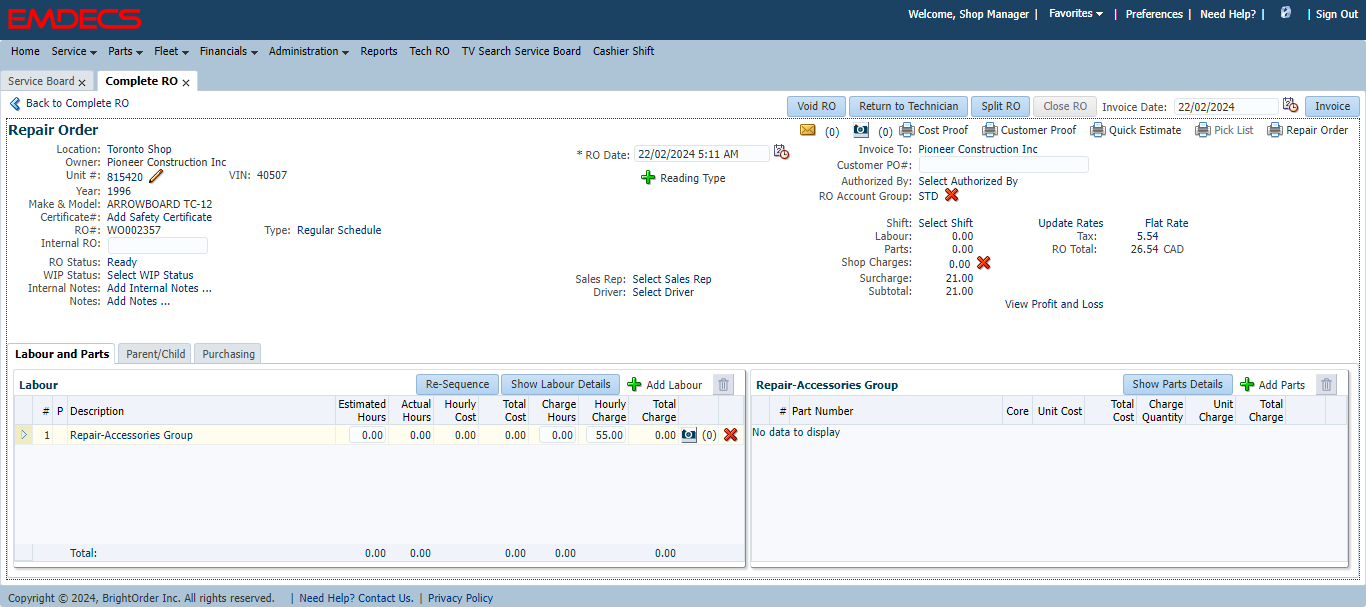 EMDECS
Welcome, Shop Manager | Favorites | Preferences | Need Help? | | Sign Out
Home Service Parts Fleet Financials Administration Reports Tech RO TV Search Service Board Cashier Shift
Service Board x Complete RO x
Back to Complete RO
Void RO Return to Technician Split RO Close RO Invoice Date: 22/02/2024 Invoice
Repair Order
(0) (0) Cost Proof Customer Proof Quick Estimate Pick List Repair Order
Location: Toronto Shop
Owner: Pioneer Construction Inc
Unit #: 815420 VIN: 40507
Year: 1996
Make & Model: ARROWBOARD TC-12
Certificate#: Add Safety Certificate
RO#: WO002357 Type: Regular Schedule
Internal RO:
RO Status: Ready
WIP Status: Select WIP Status
Internal Notes: Add Internal Notes ...
Notes: Add Notes ...
* RO Date: 22/02/2024 5:11 AM
Reading Type
Sales Rep: Select Sales Rep
Driver: Select Driver
Invoice To: Pioneer Construction Inc
Customer PO#:
Authorized By: Select Authorized By
RO Account Group: STD
Shift: Select Shift Update Rates Flat Rate
Labour: 0.00 Tax: 5.54
Parts: 0.00 RO Total: 26.54 CAD
Shop Charges: 0.00
Surcharge: 21.00
Subtotal: 21.00
View Profit and Loss
Labour and Parts Parent/Child Purchasing
Labour Re-Sequence Show Labour Details Add Labour
# P Description Estimated Hours Actual Hours Hourly Cost Total Cost Charge Hours Hourly Charge Total Charge
1 Repair-Accessories Group 0.00 0.00 0.00 0.00 0.00 55.00 0.00 (0)
Total: 0.00 0.00 0.00 0.00 0.00
Repair-Accessories Group Show Parts Details Add Parts
# Part Number Core Unit Cost Total Cost Charge Quantity Unit Charge Total Charge
No data to display
Copyright © 2024, BrightOrder Inc. All rights reserved. | Need Help? Contact Us. | Privacy Policy